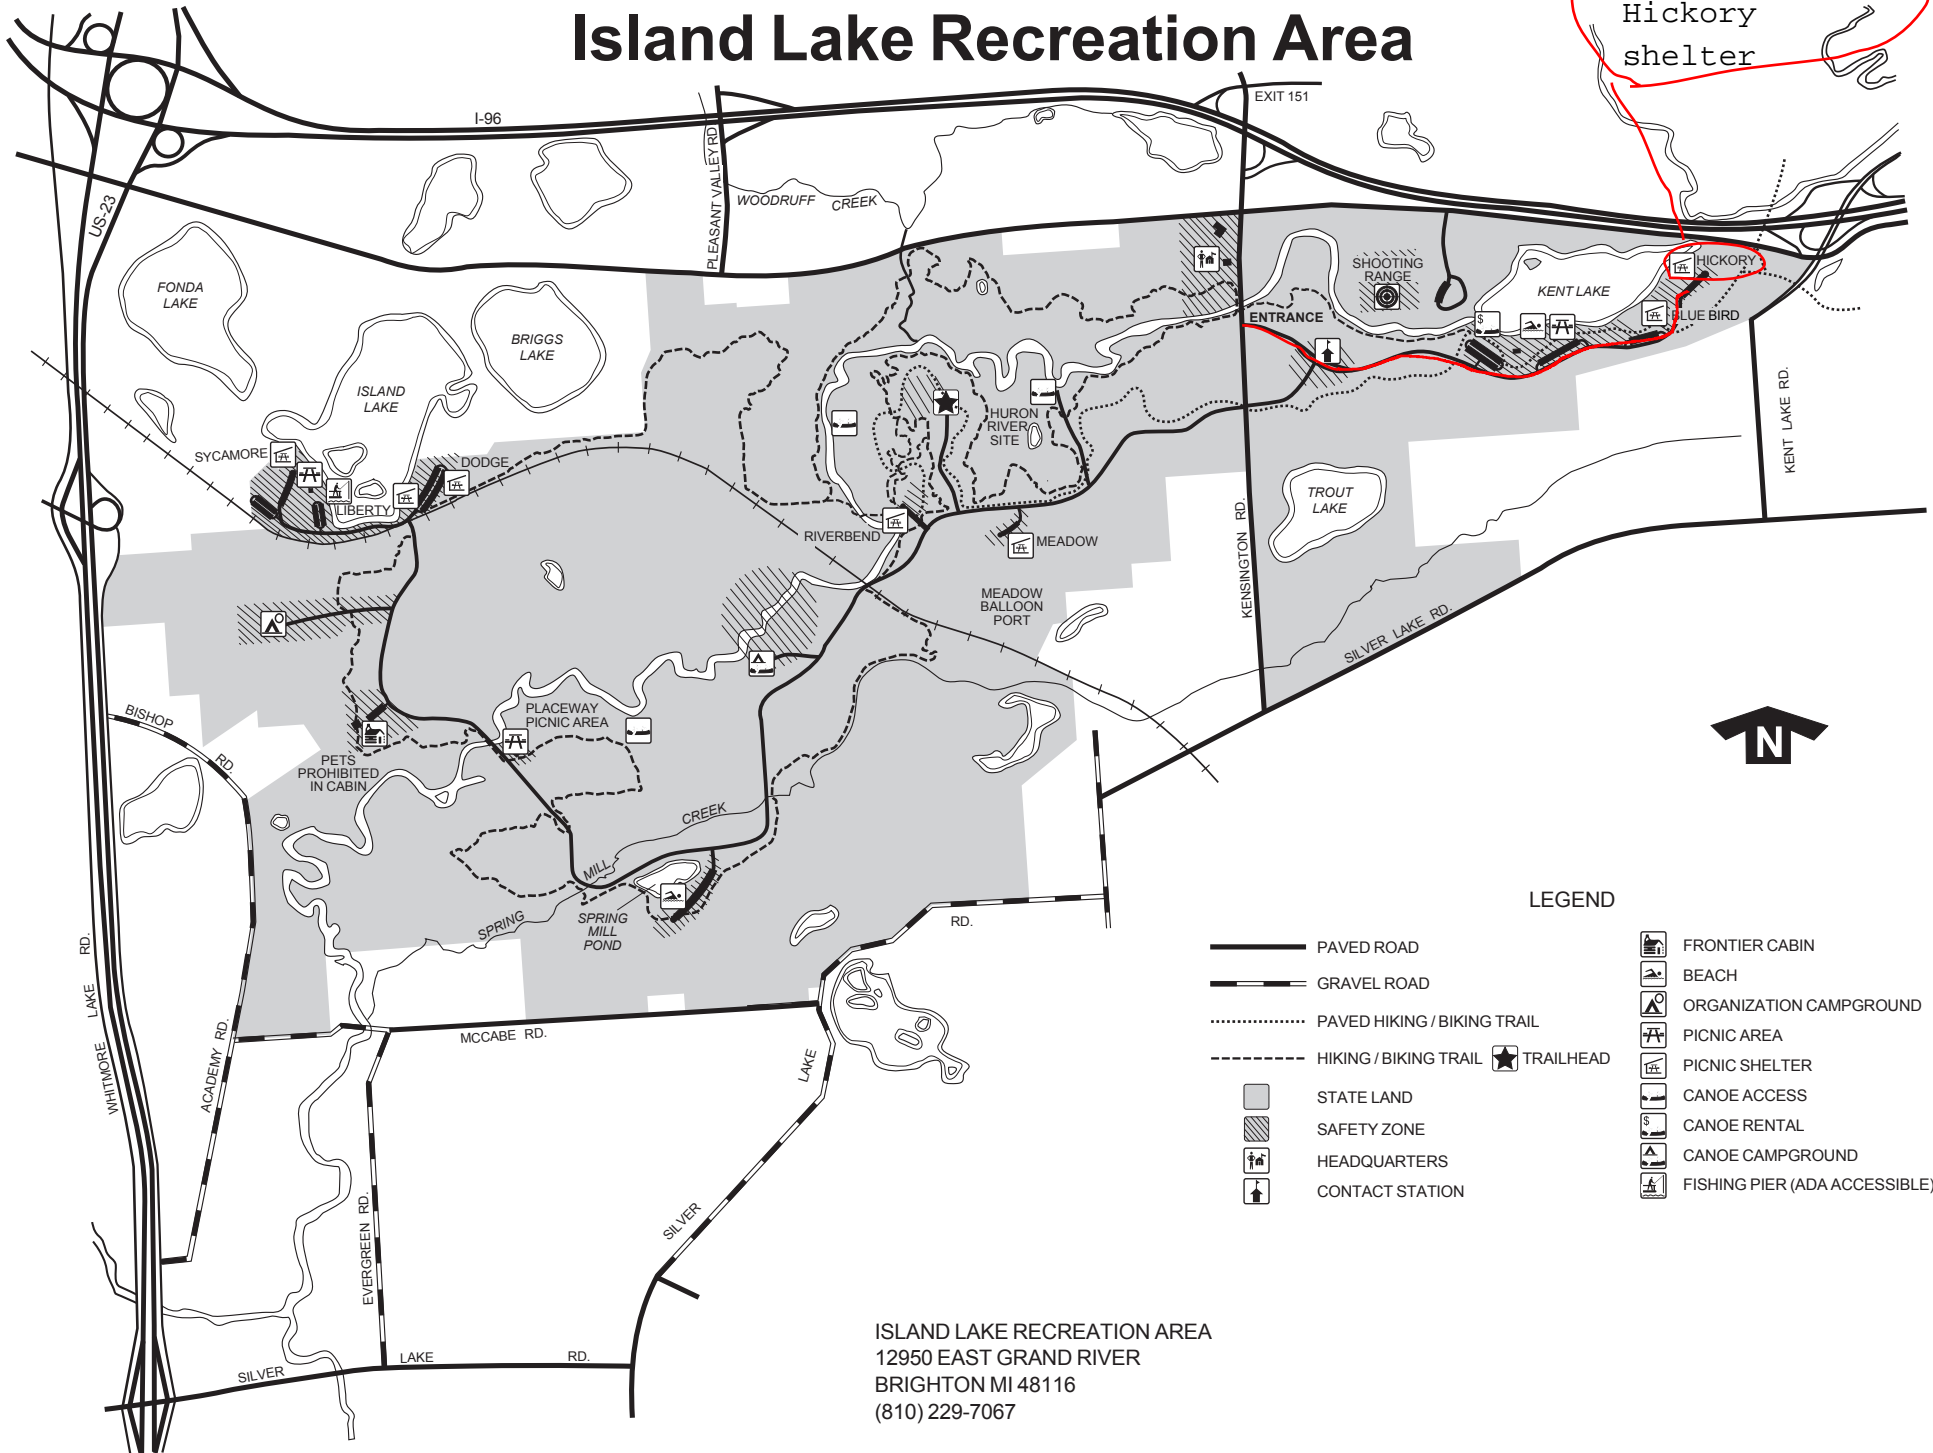 Island Lake Recreation Area
Hickory
shelter
EXIT 151
I-96
US-23
PLEASANT VALLEY RD
WOODRUFF CREEK
FONDA
LAKE
BRIGGS
LAKE
ISLAND
LAKE
SHOOTING
RANGE
KENT LAKE
HICKORY
BLUE BIRD
ENTRANCE
$
HURON
RIVER
SITE
SYCAMORE
DODGE
LIBERTY
RIVERBEND
MEADOW
TROUT
LAKE
KENT LAKE RD.
KENSINGTON RD.
MEADOW
BALLOON
PORT
SILVER LAKE RD.
BISHOP
RD.
PETS
PROHIBITED
IN CABIN
PLACEWAY
PICNIC AREA
N
SPRING MILL CREEK
SPRING
MILL
POND
RD.
WHITMORE LAKE RD.
ACADEMY RD.
MCCABE RD.
LAKE
SILVER
EVERGREEN RD.
SILVER LAKE RD.
LEGEND
PAVED ROAD
GRAVEL ROAD
PAVED HIKING / BIKING TRAIL
HIKING / BIKING TRAIL TRAILHEAD
STATE LAND
SAFETY ZONE
HEADQUARTERS
CONTACT STATION
FRONTIER CABIN
BEACH
ORGANIZATION CAMPGROUND
PICNIC AREA
PICNIC SHELTER
CANOE ACCESS
$ CANOE RENTAL
CANOE CAMPGROUND
FISHING PIER (ADA ACCESSIBLE)
ISLAND LAKE RECREATION AREA
12950 EAST GRAND RIVER
BRIGHTON MI 48116
(810) 229-7067